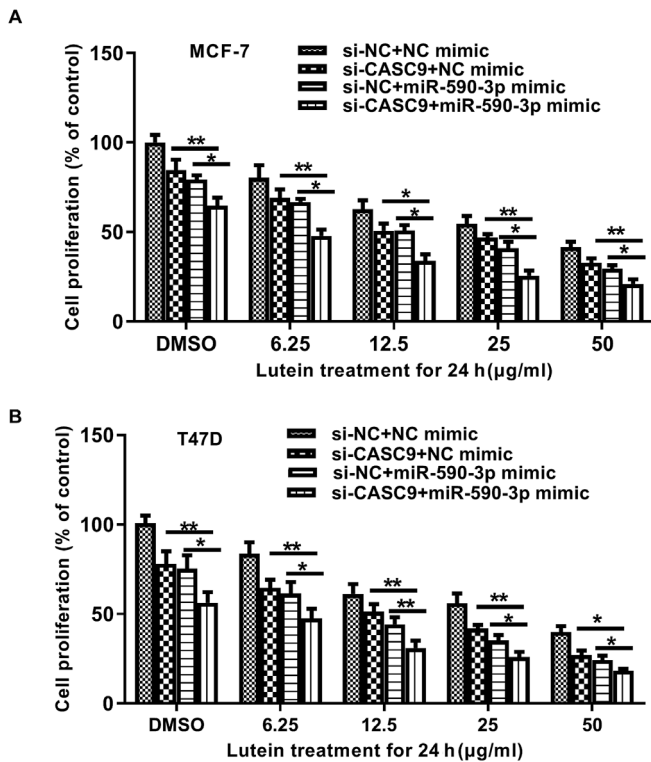 A
MCF-7
si-NC+NC mimic
si-CASC9+NC mimic
si-NC+miR-590-3p mimic
si-CASC9+miR-590-3p mimic
Cell proliferation (% of control)
150
100
50
0
** * ** * * * ** * ** *
DMSO 6.25 12.5 25 50
Lutein treatment for 24 h(μg/ml)
B
T47D
si-NC+NC mimic
si-CASC9+NC mimic
si-NC+miR-590-3p mimic
si-CASC9+miR-590-3p mimic
Cell proliferation (% of control)
150
100
50
0
** * ** * ** ** ** * * *
DMSO 6.25 12.5 25 50
Lutein treatment for 24 h(μg/ml)